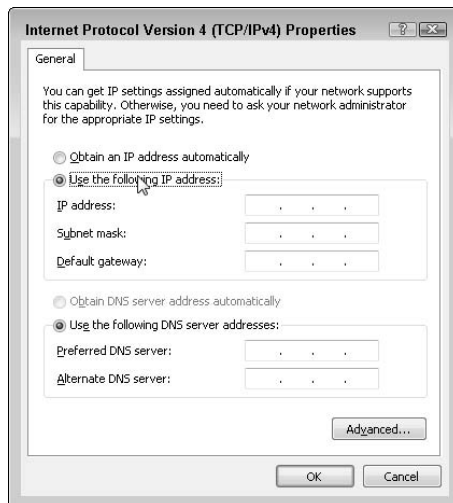 Internet Protocol Version 4 (TCP/IPv4) Properties
General
You can get IP settings assigned automatically if your network supports
this capability. Otherwise, you need to ask your network administrator
for the appropriate IP settings.
Obtain an IP address automatically
Use the following IP address:
IP address:
Subnet mask:
Default gateway:
Obtain DNS server address automatically
Use the following DNS server addresses:
Preferred DNS server:
Alternate DNS server:
Advanced...
OK
Cancel